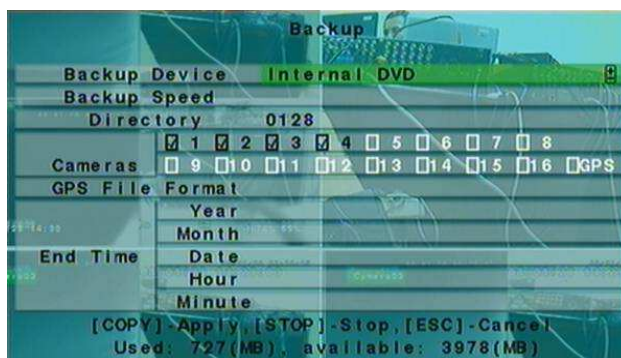 Backup
Backup Device Internal DVD
Backup Speed
Directory 0128
1 2 3 4 5 6 7 8
Cameras 9 10 11 12 13 14 15 16 GPS
GPS File Format
Year
Month
End Time Date
Hour
Minute
[COPY]-Apply,[STOP]-Stop,[ESC]-Cancel
Used: 727(MB), available: 3978(MB)